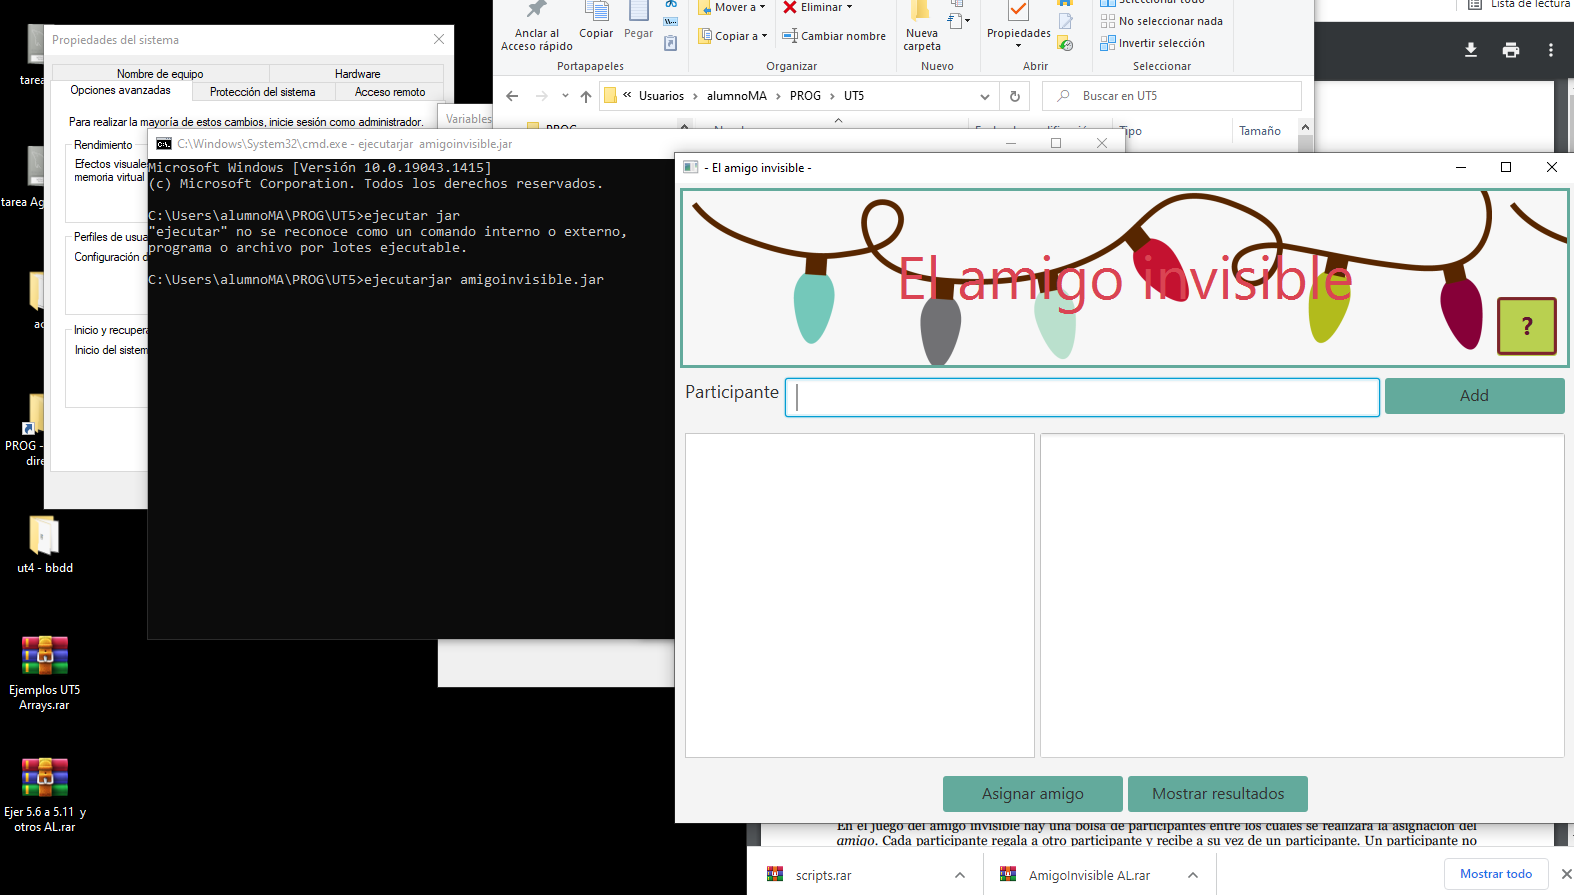 Propiedades del sistema
Nombre de equipo
Hardware
Opciones avanzadas
Protección del sistema
Acceso remoto
Para realizar la mayoría de estos cambios, inicie sesión como administrador.
Rendimiento
Efectos visuale
memoria virtual
Perfiles de usua
Configuración d
Inicio y recupera
Inicio del sistem
tarea
tarea Ag
ac
PROG -
dire
ut4 - bbdd
Ejemplos UT5
Arrays.rar
Ejer 5.6 a 5.11 y
otros AL.rar
Variables
Anclar al
Acceso rápido
Copiar
Pegar
Portapapeles
Mover a
Copiar a
Eliminar
Cambiar nombre
Organizar
Nueva
carpeta
Nuevo
Propiedades
Abrir
Seleccionar todo
No seleccionar nada
Invertir selección
Seleccionar
« Usuarios > alumnoMA > PROG > UT5
Buscar en UT5
PROG
Tipo
Tamaño
Lista de lectura
C:\Windows\System32\cmd.exe - ejecutarjar amigoinvisible.jar
Microsoft Windows [Versión 10.0.19043.1415]
(c) Microsoft Corporation. Todos los derechos reservados.
C:\Users\alumnoMA\PROG\UT5>ejecutar jar
"ejecutar" no se reconoce como un comando interno o externo,
programa o archivo por lotes ejecutable.
C:\Users\alumnoMA\PROG\UT5>ejecutarjar amigoinvisible.jar
- El amigo invisible -
El amigo invisible
?
Participante
Add
Asignar amigo
Mostrar resultados
En el juego del amigo invisible hay una bolsa de participantes entre los cuales se realizará la asignación del
amigo. Cada participante regala a otro participante y recibe a su vez de un participante. Un participante no
scripts.rar
AmigoInvisible AL.rar
Mostrar todo